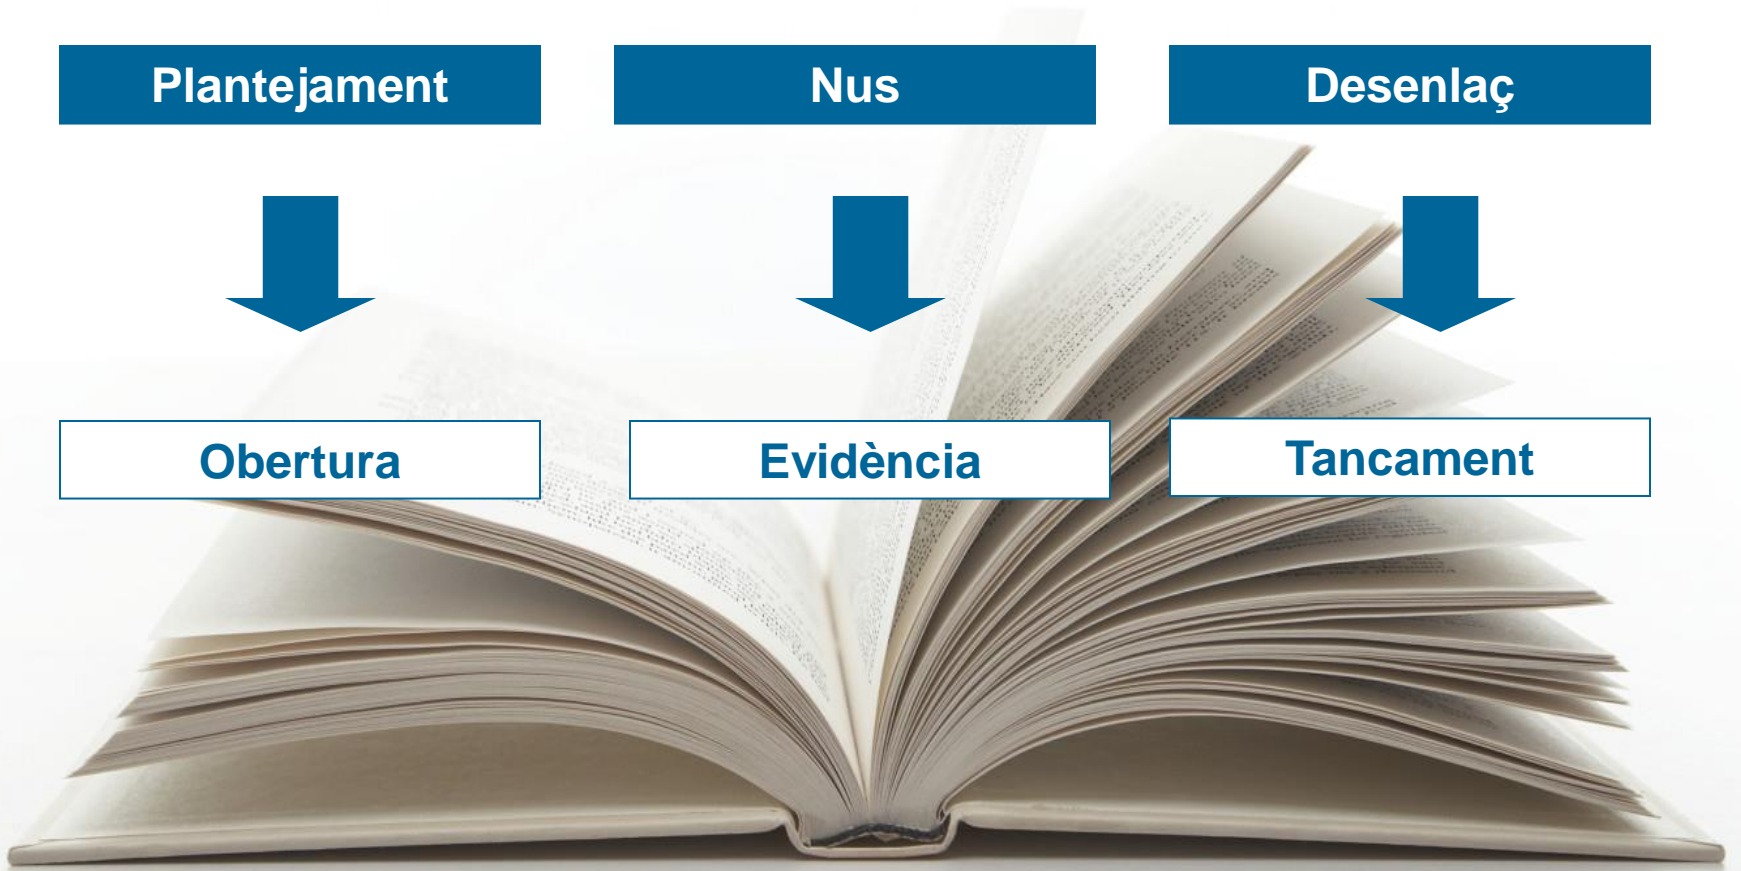 Plantejament
Nus
Desenlaç
Obertura
Evidència
Tancament